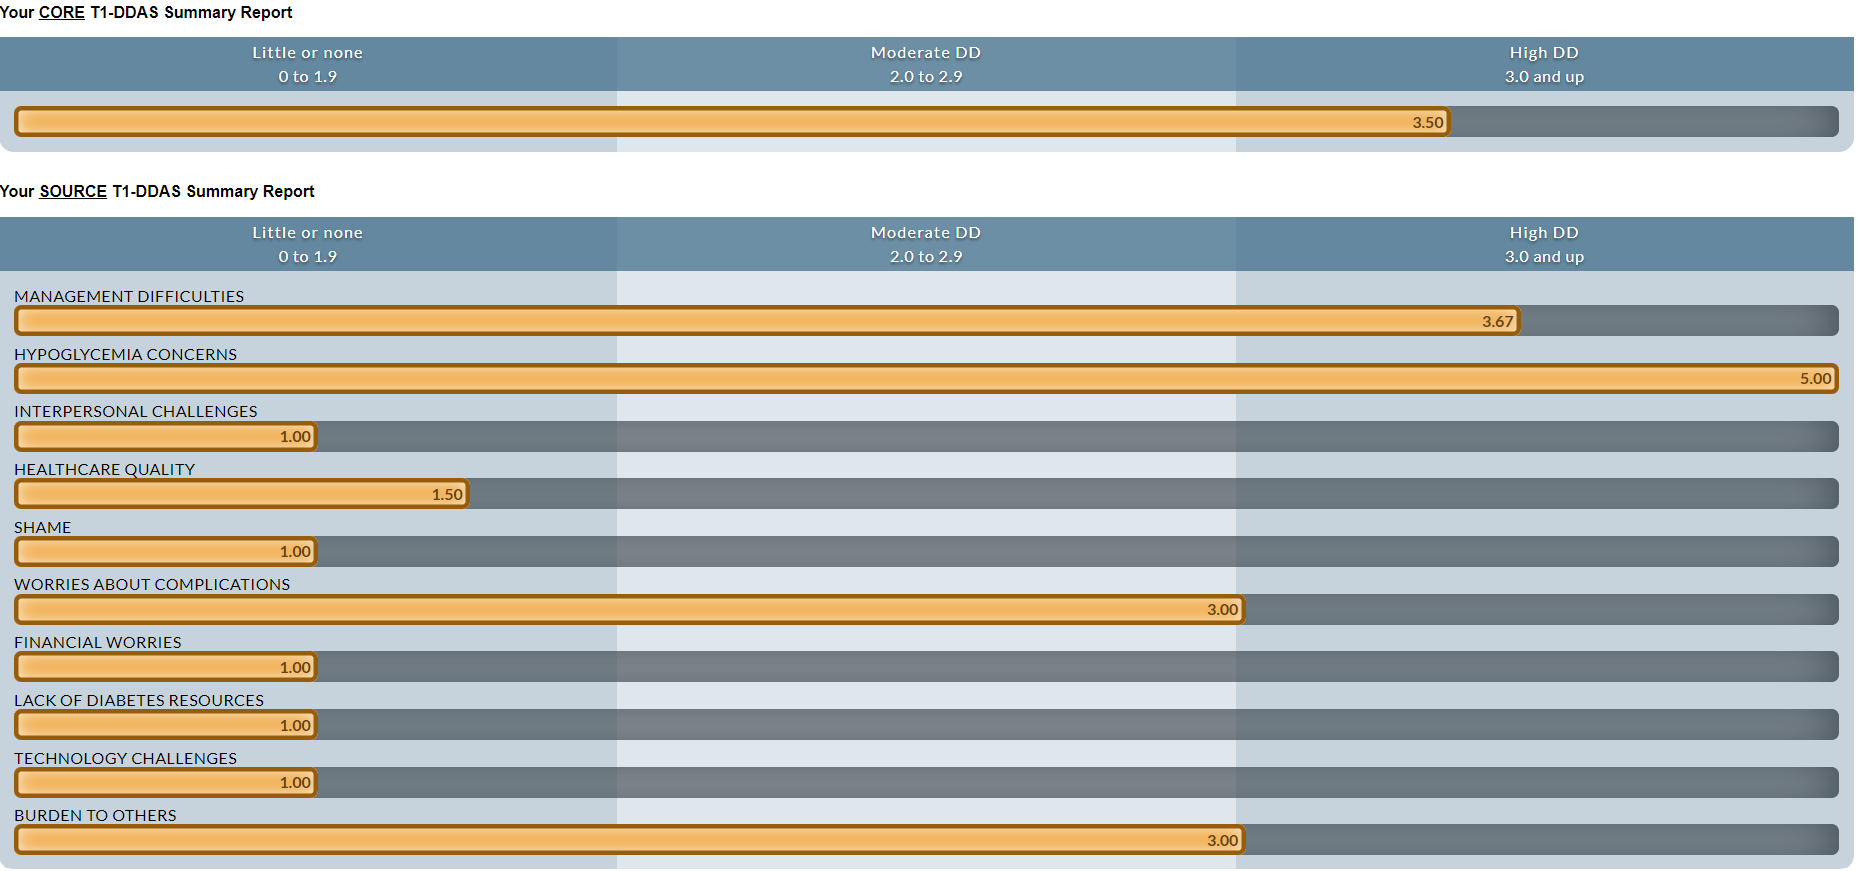 Your CORE T1-DDAS Summary Report
Little or none
Moderate DD
High DD
0 to 1.9
2.0 to 2.9
3.0 and up
3.50
Your SOURCE T1-DDAS Summary Report
Little or none
Moderate DD
High DD
0 to 1.9
2.0 to 2.9
3.0 and up
MANAGEMENT DIFFICULTIES
3.67
HYPOGLYCEMIA CONCERNS
5.00
INTERPERSONAL CHALLENGES
1.00
HEALTHCARE QUALITY
1.50
SHAME
1.00
WORRIES ABOUT COMPLICATIONS
3.00
FINANCIAL WORRIES
1.00
LACK OF DIABETES RESOURCES
1.00
TECHNOLOGY CHALLENGES
1.00
BURDEN TO OTHERS
3.00